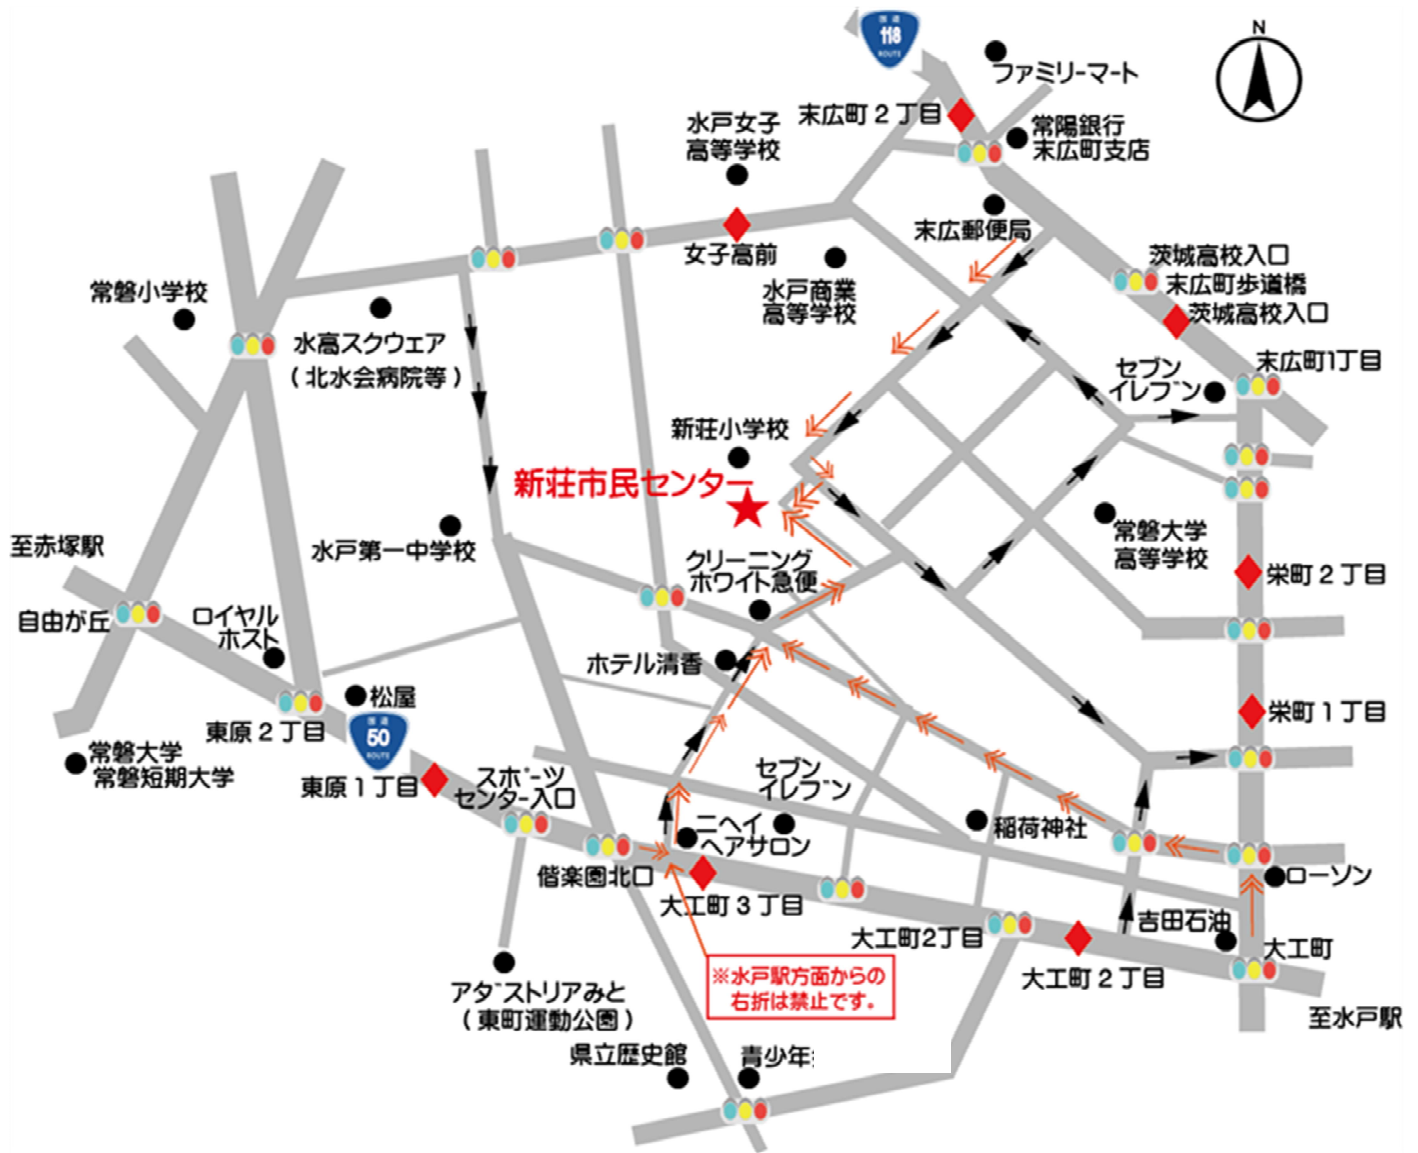 N
国道
118
ROUTE
ファミリーマート
末広町2丁目
常陽銀行
末広町支店
水戸女子
高等学校
末広郵便局
女子高前
茨城高校入口
末広町歩道橋
茨城高校入口
常磐小学校
水戸商業
高等学校
水高スクウェア
(北水会病院等)
セブン
イレブン
末広町1丁目
新荘小学校
新荘市民センター
水戸第一中学校
常磐大学
高等学校
至赤塚駅
クリーニング
ホワイト急便
栄町2丁目
自由が丘
ロイヤル
ホスト
ホテル清香
松屋
栄町1丁目
東原2丁目
国道
50
ROUTE
常磐大学
常磐短期大学
東原1丁目
スポーツ
センター入口
セブン
イレブン
ニヘイ
ヘアサロン
稲荷神社
偕楽園北口
ローソン
大工町3丁目
吉田石油
大工町2丁目
大工町
大工町2丁目
※水戸駅方面からの
右折は禁止です。
アダストリアみと
(東町運動公園)
至水戸駅
県立歴史館
青少年